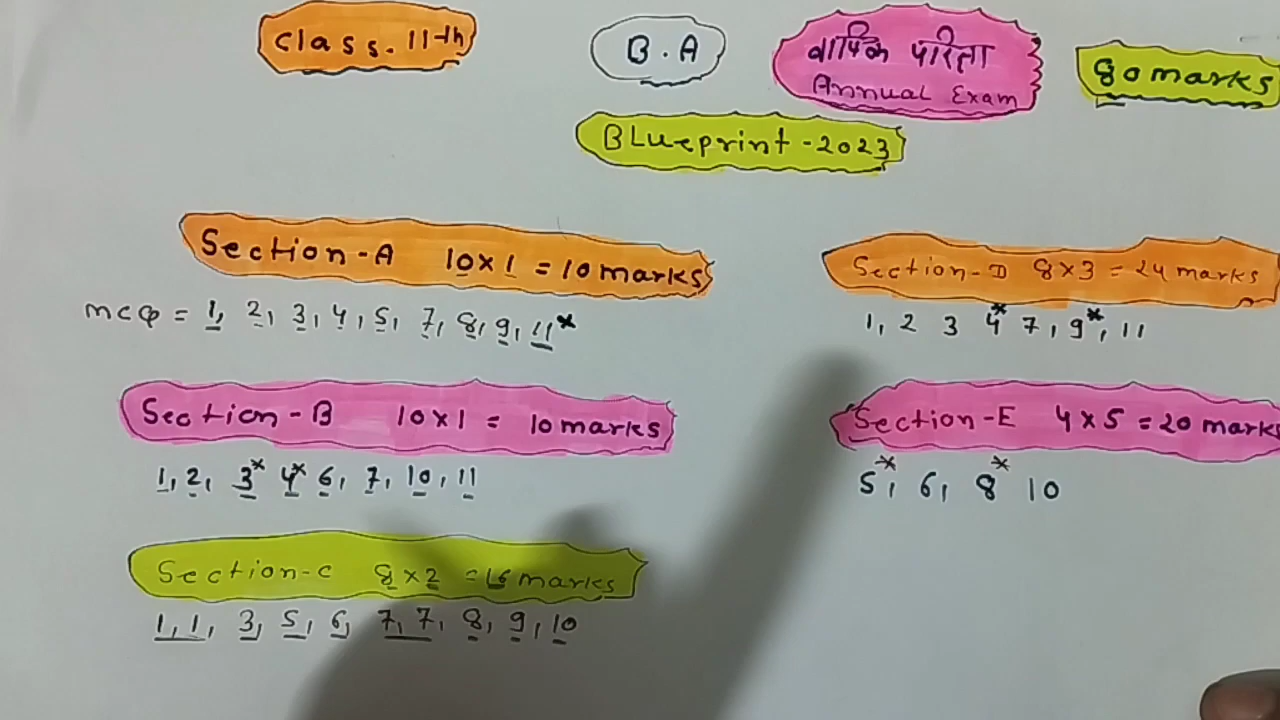 Class. 11th
B.A
वार्षिक परिक्षा
Annual Exam
80 marks
BLueprint - 2023
Section - A 10 x 1 = 10 marks
mcq = 1, 2, 3, 4, 5, 7, 8, 9, 11*
Section - B 10 x 1 = 10 marks
1, 2, 3* 4* 6, 7, 10, 11
Section - C 8 x 2 = 16 marks
1, 1, 3, 5, 6, 7, 7, 8, 9, 10
Section - D 8 x 3 = 24 marks
1, 2 3 4* 7, 9*, 11
Section - E 4 x 5 = 20 marks
5*, 6, 8* 10